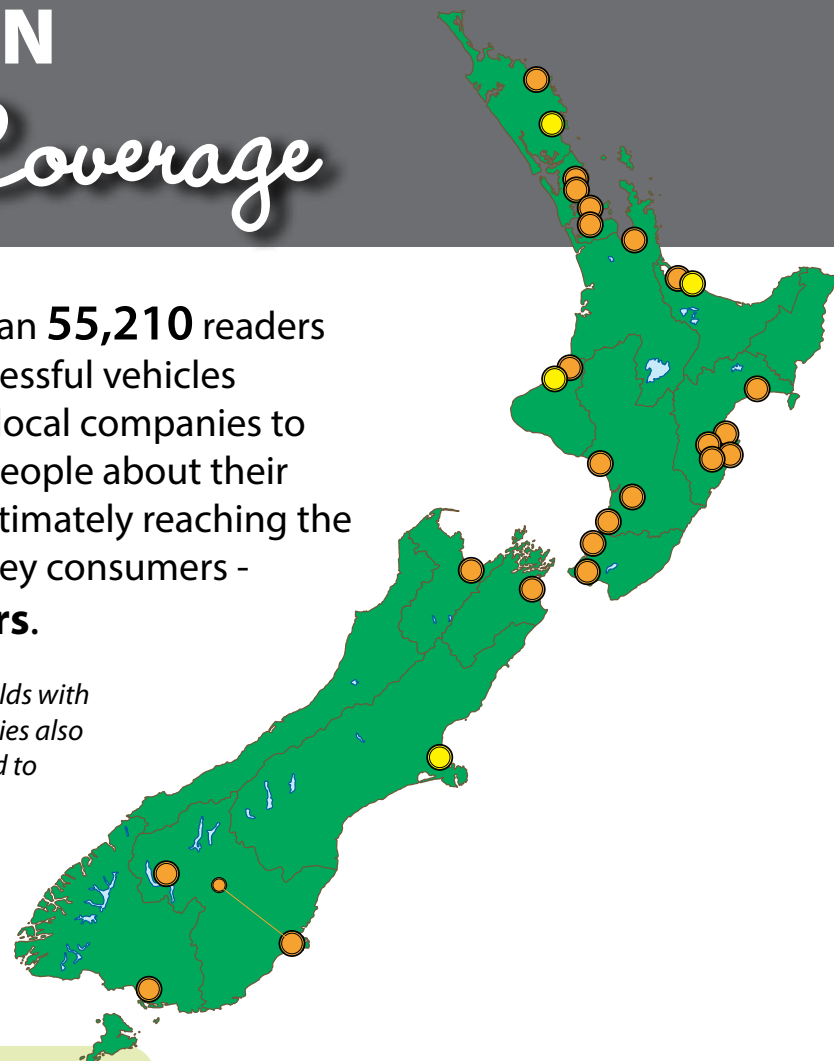 N
Coverage
an 55,210 readers
essful vehicles
local companies to
eople about their
timately reaching the
ey consumers -
rs.
lds with
ies also
d to